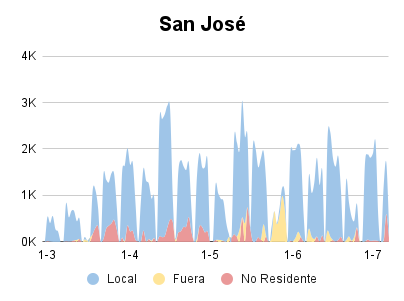 San José
4K
3K
2K
1K
0K
1-3 1-4 1-5 1-6 1-7
Local Fuera No Residente